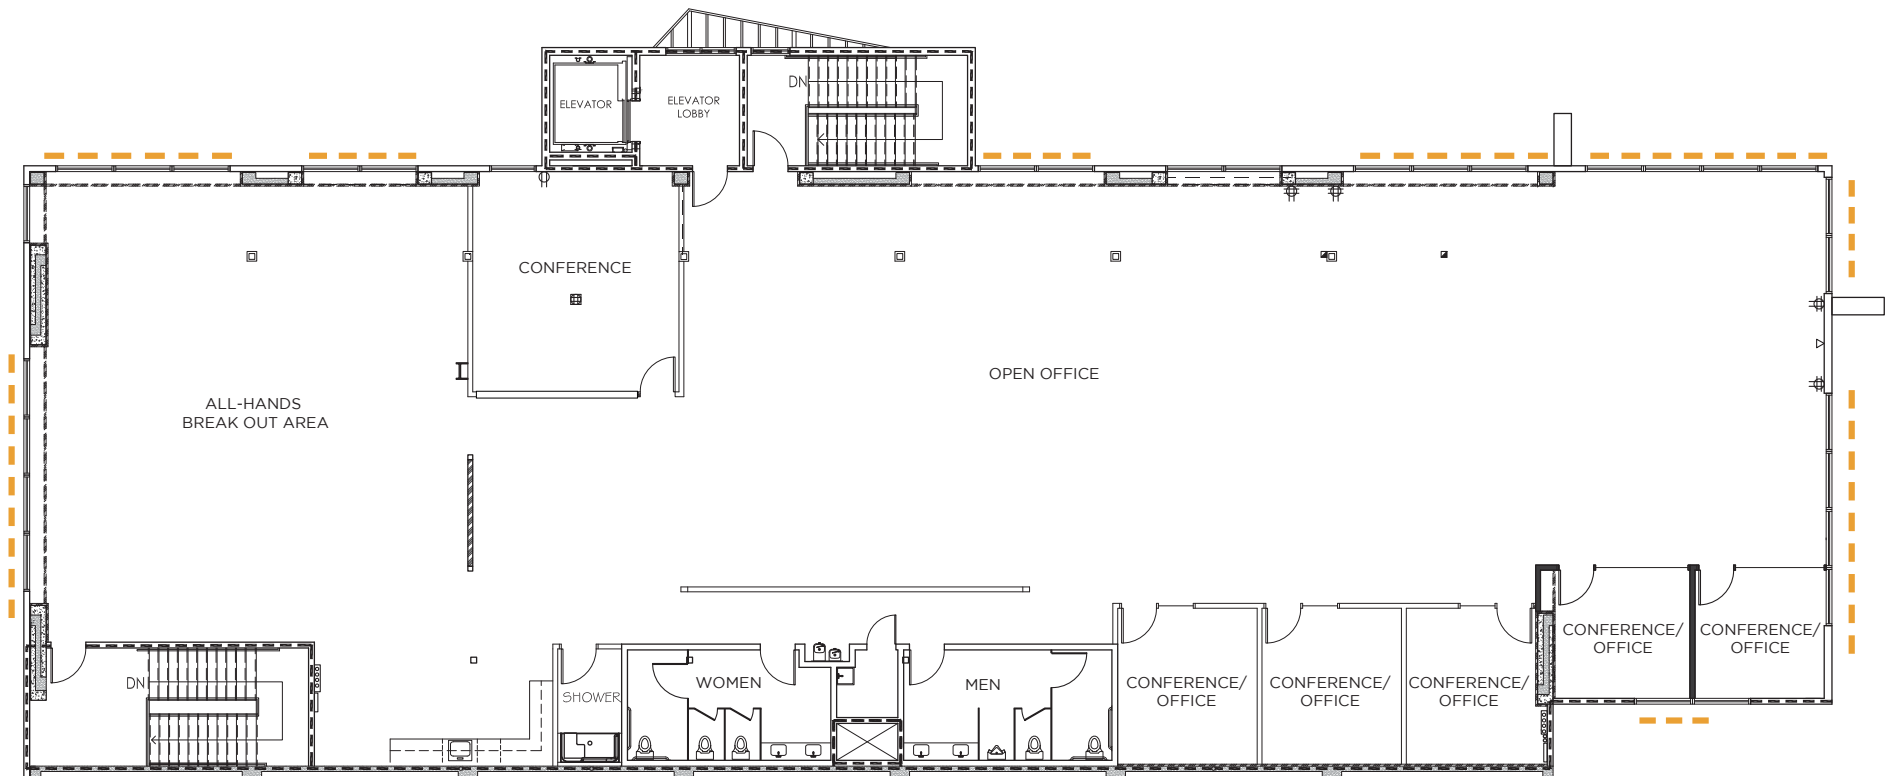 DN
ELEVATOR
ELEVATOR
LOBBY
CONFERENCE
OPEN OFFICE
ALL-HANDS
BREAK OUT AREA
DN
SHOWER
WOMEN
MEN
CONFERENCE/
OFFICE
CONFERENCE/
OFFICE
CONFERENCE/
OFFICE
CONFERENCE/
OFFICE
CONFERENCE/
OFFICE